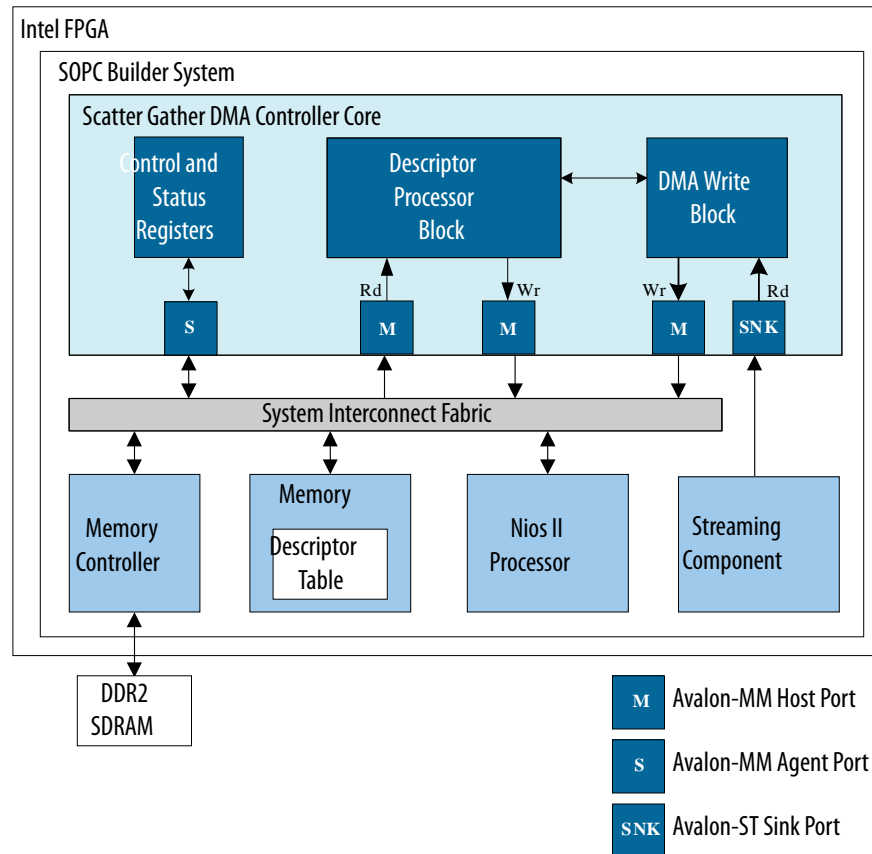 Intel FPGA
SOPC Builder System
Scatter Gather DMA Controller Core
Control and
Status
Registers
Descriptor
Processor
Block
DMA Write
Block
Rd
Wr
Wr
Rd
S
M
M
M
SNK
System Interconnect Fabric
Memory
Controller
Memory
Descriptor
Table
Nios II
Processor
Streaming
Component
DDR2
SDRAM
M Avalon-MM Host Port
S Avalon-MM Agent Port
SNK Avalon-ST Sink Port